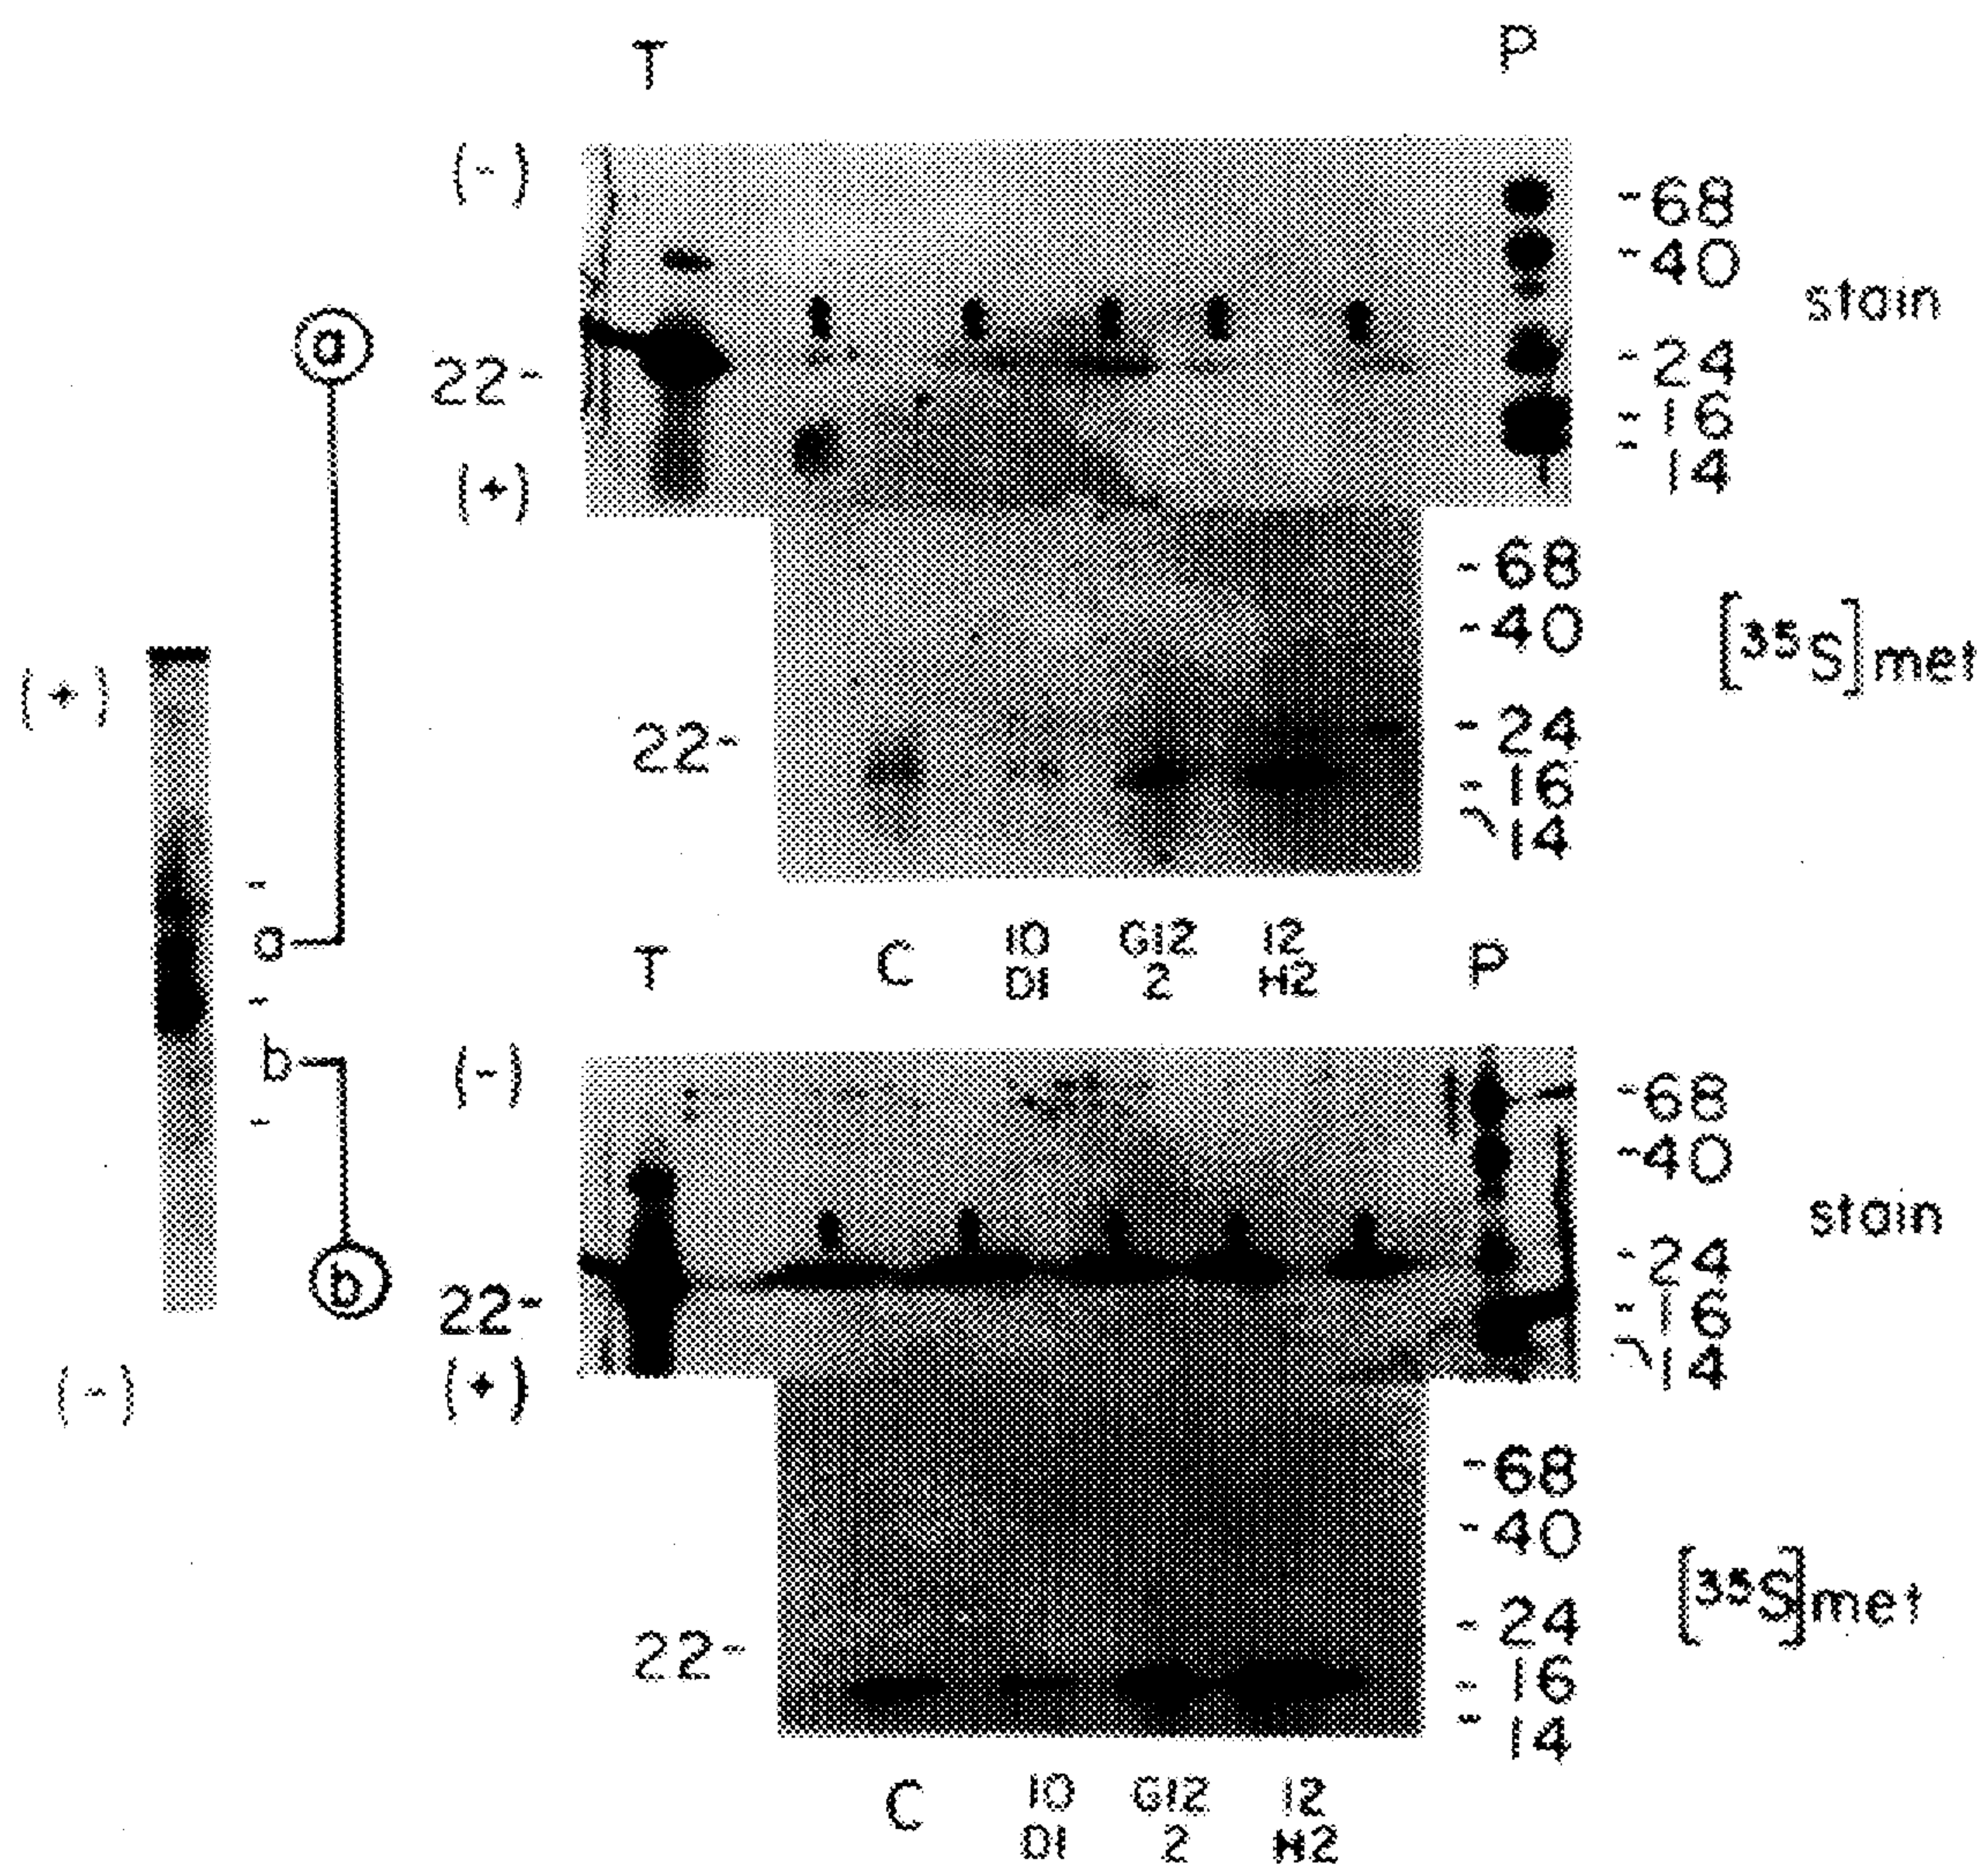 T P
(-)
-68
-40
stain
a
22-
-24
-16
(+)
-14
-68
-40
[³⁵S]met
(+)
22-
-24
-16
14
a
T C 10 G12 12 P
D1 2 H2
b
(-)
-68
-40
stain
-24
b
22-
-16
(+)
14
(-)
-68
-40
[³⁵S]met
-24
22-
-16
-14
C 10 G12 12
D1 2 H2